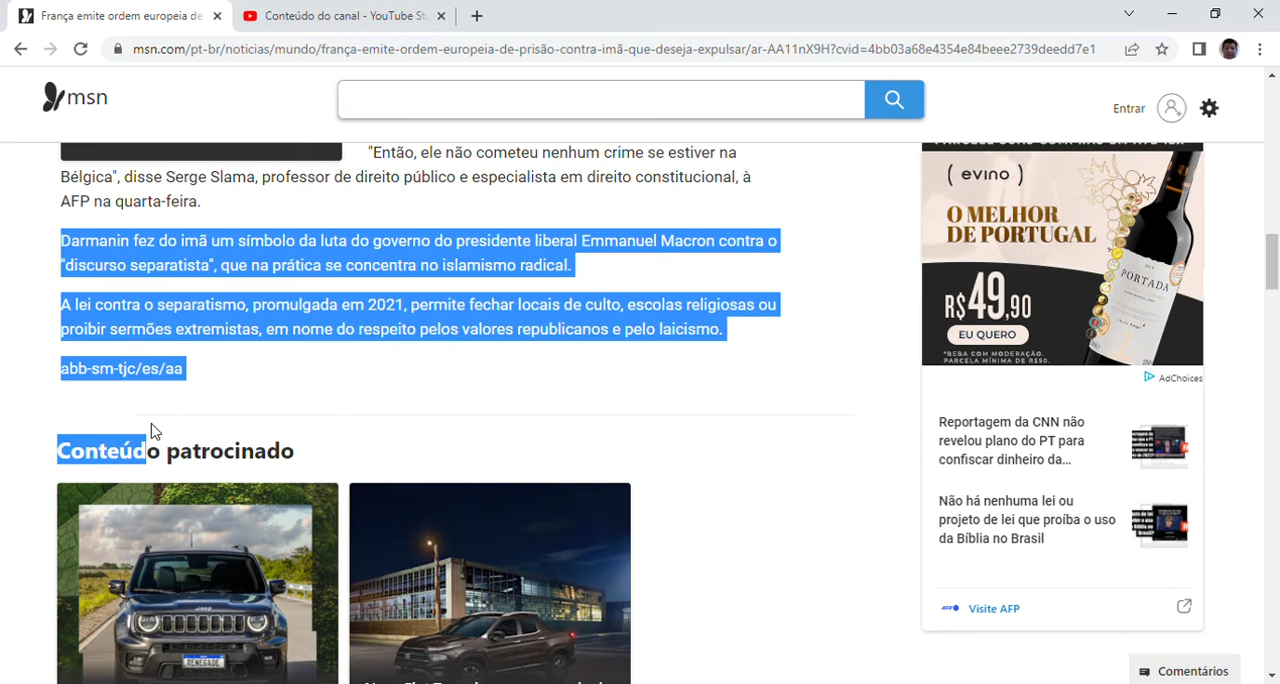 França emite ordem europeia de
Conteúdo do canal - YouTube St
msn.com/pt-br/noticias/mundo/frança-emite-ordem-europeia-de-prisão-contra-imã-que-deseja-expulsar/ar-AA11nX9H?cvid=4bb03a68e4354e84beee2739deedd7e1
msn
Entrar
"Então, ele não cometeu nenhum crime se estiver na
Bélgica", disse Serge Slama, professor de direito público e especialista em direito constitucional, à
AFP na quarta-feira.
Darmanin fez do imã um símbolo da luta do governo do presidente liberal Emmanuel Macron contra o
"discurso separatista", que na prática se concentra no islamismo radical.
A lei contra o separatismo, promulgada em 2021, permite fechar locais de culto, escolas religiosas ou
proibir sermões extremistas, em nome do respeito pelos valores republicanos e pelo laicismo.
abb-sm-tjc/es/aa
Conteúdo patrocinado
RENEGADE
( evino )
O MELHOR
DE PORTUGAL
R$49,90
EU QUERO
*BEBA COM MODERAÇÃO.
PARCELA MÍNIMA DE R$50.
PORTADA
AdChoices
Reportagem da CNN não
revelou plano do PT para
confiscar dinheiro da...
Não há nenhuma lei ou
projeto de lei que proíba o uso
da Bíblia no Brasil
AFP Visite AFP
Comentários